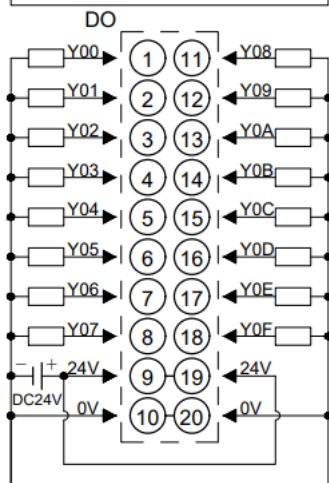 DO
Y00 1 11 Y08
Y01 2 12 Y09
Y02 3 13 Y0A
Y03 4 14 Y0B
Y04 5 15 Y0C
Y05 6 16 Y0D
Y06 7 17 Y0E
Y07 8 18 Y0F
− + 24V 9 19 24V
DC24V
0V 10 20 0V